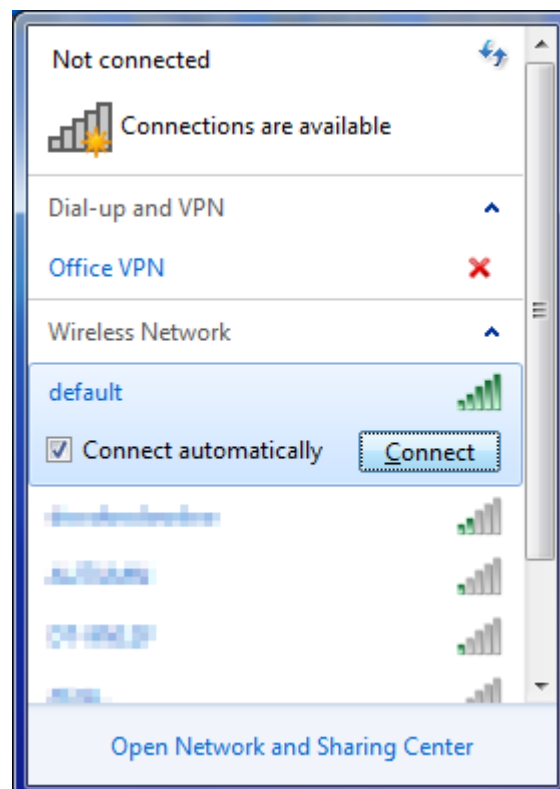 Not connected
Connections are available
Dial-up and VPN
Office VPN
Wireless Network
default
Connect automatically Connect
Open Network and Sharing Center